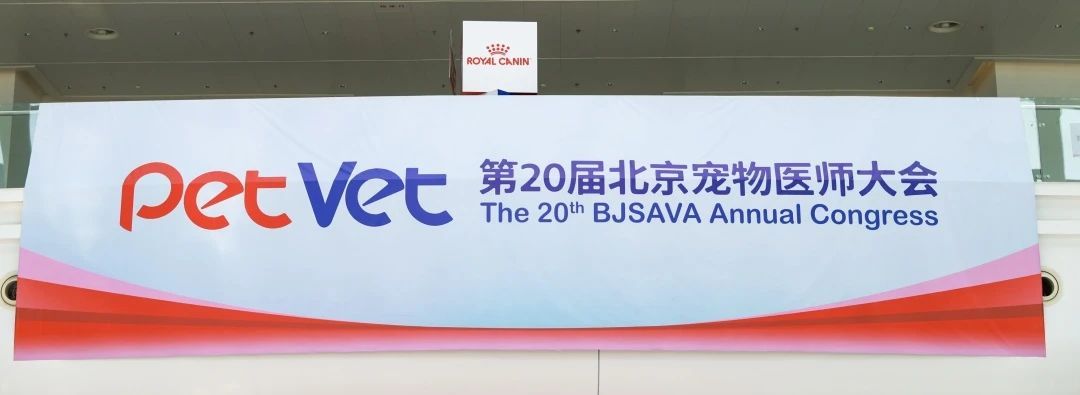 ROYAL CANIN
PetVet
第20届北京宠物医师大会
The 20th BJSAVA Annual Congress